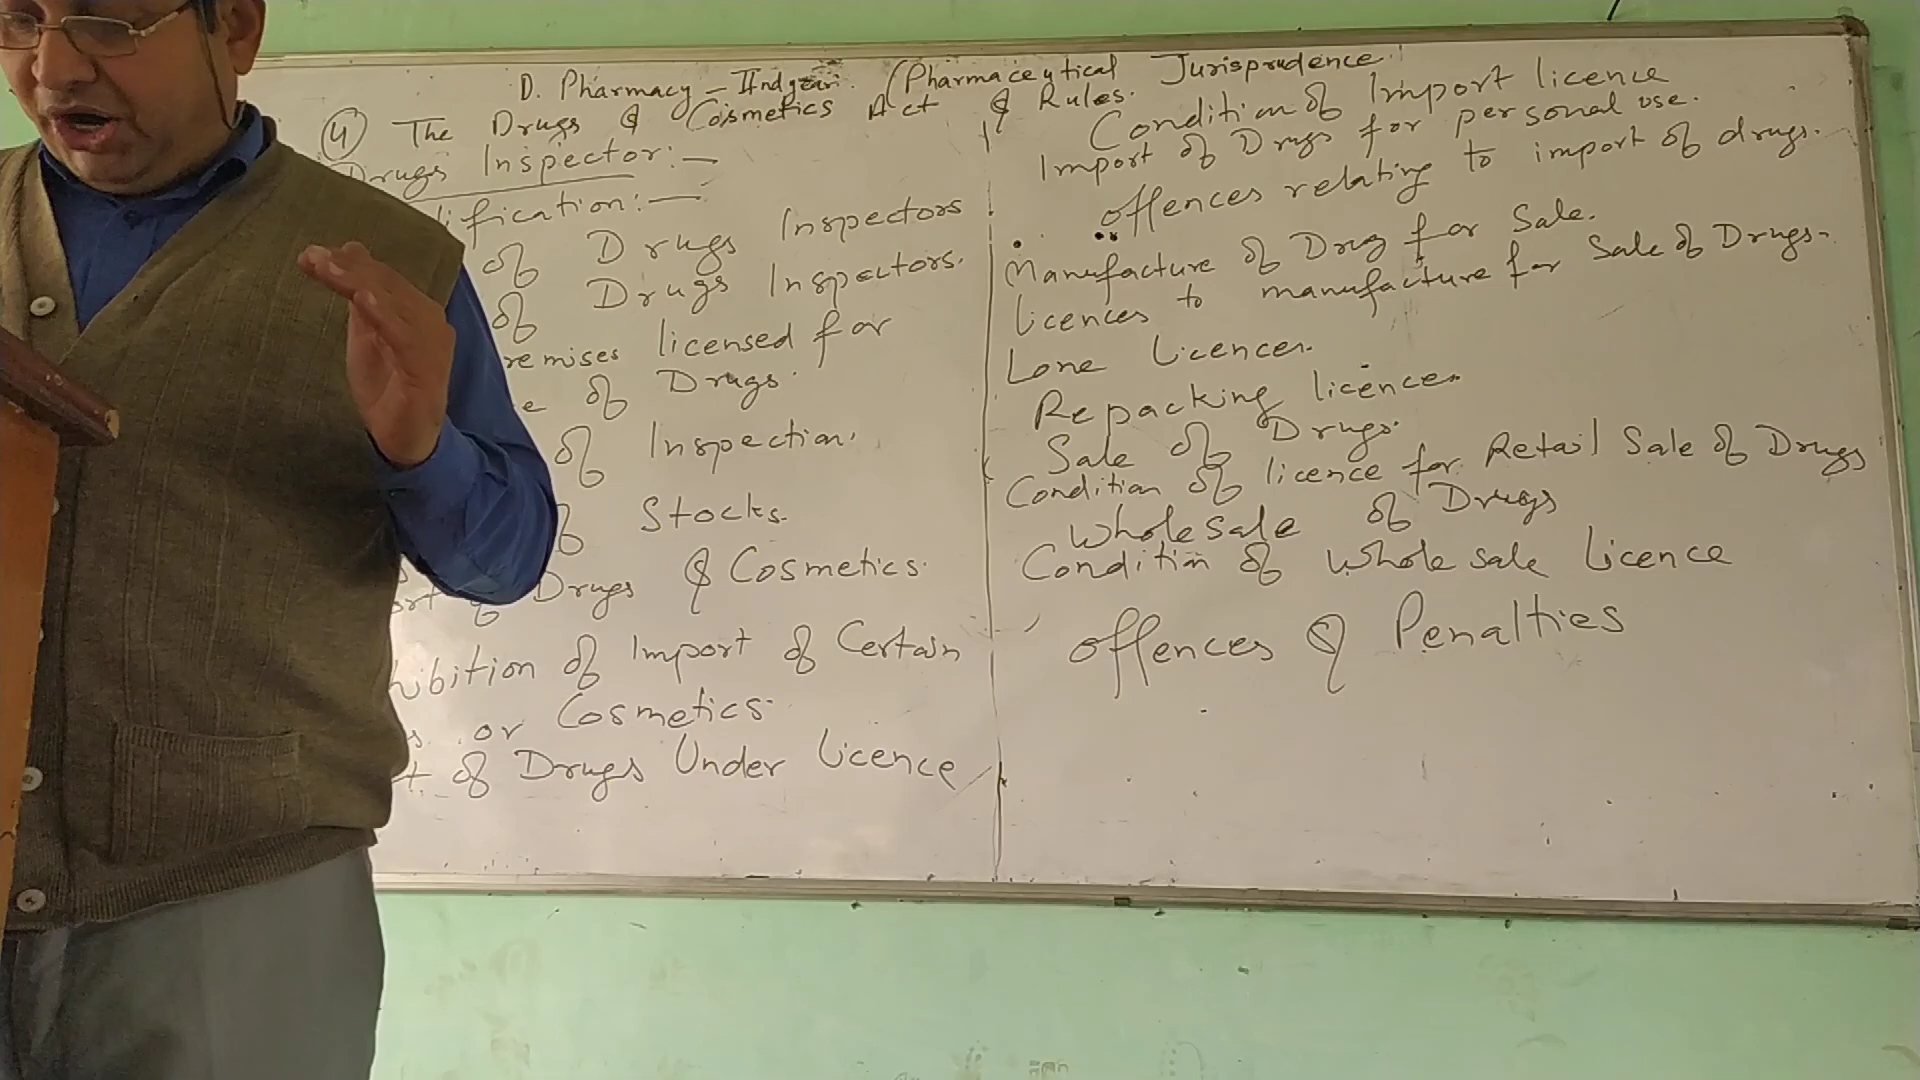 D. Pharmacy - IInd year. (Pharmaceutical Jurisprudence
(4) The Drugs & Cosmetics Act & Rules.
Drugs Inspector:-
lification:-
of Drugs Inspectors
of Drugs Inspectors.
remises licensed for
e of Drugs.
of Inspection.
Stocks.
ort of Drugs & Cosmetics.
hibition of Import of Certain
s or Cosmetics.
t of Drugs Under Licence
Condition of Import licence
Import of Drugs for personal use.
offences relating to import of drugs.
Manufacture of Drug for Sale.
licences to manufacture for Sale of Drugs.
Lone Licence.
Repacking licence.
Sale of Drugs.
Condition of licence for Retail Sale of Drugs
Wholesale of Drugs
Condition of Whole sale Licence
offences & Penalties